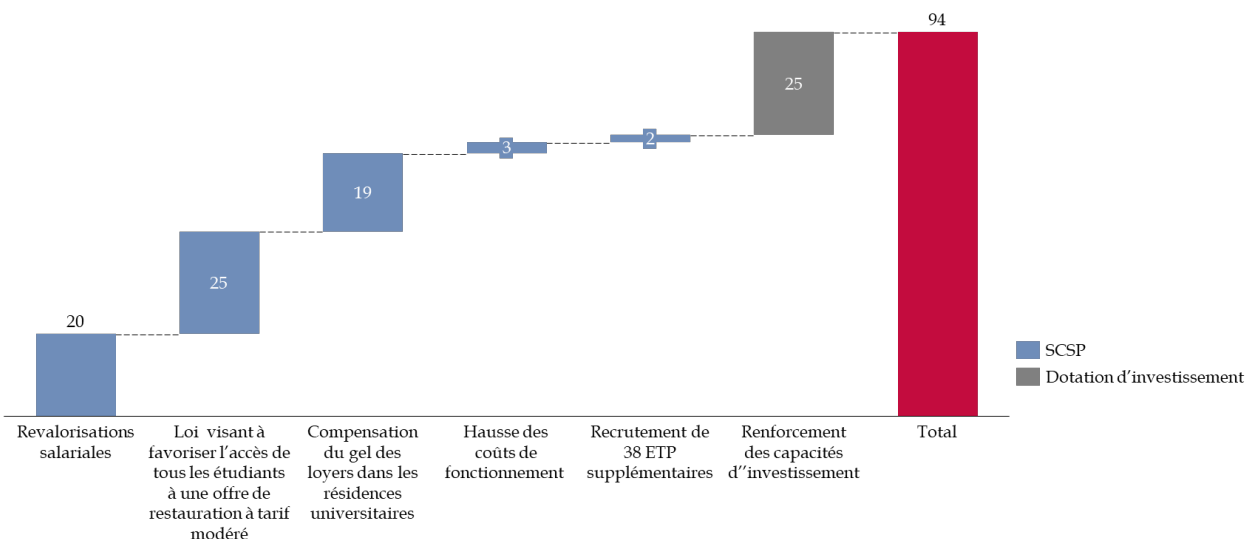 94
25
2
3
19
25
20
SCSP
Dotation d'investissement
Revalorisations
salariales
Loi visant à
favoriser l'accès de
tous les étudiants
à une offre de
restauration à tarif
modéré
Compensation
du gel des
loyers dans les
résidences
universitaires
Hausse des
coûts de
fonctionnement
Recrutement de
38 ETP
supplémentaires
Renforcement
des capacités
d''investissement
Total